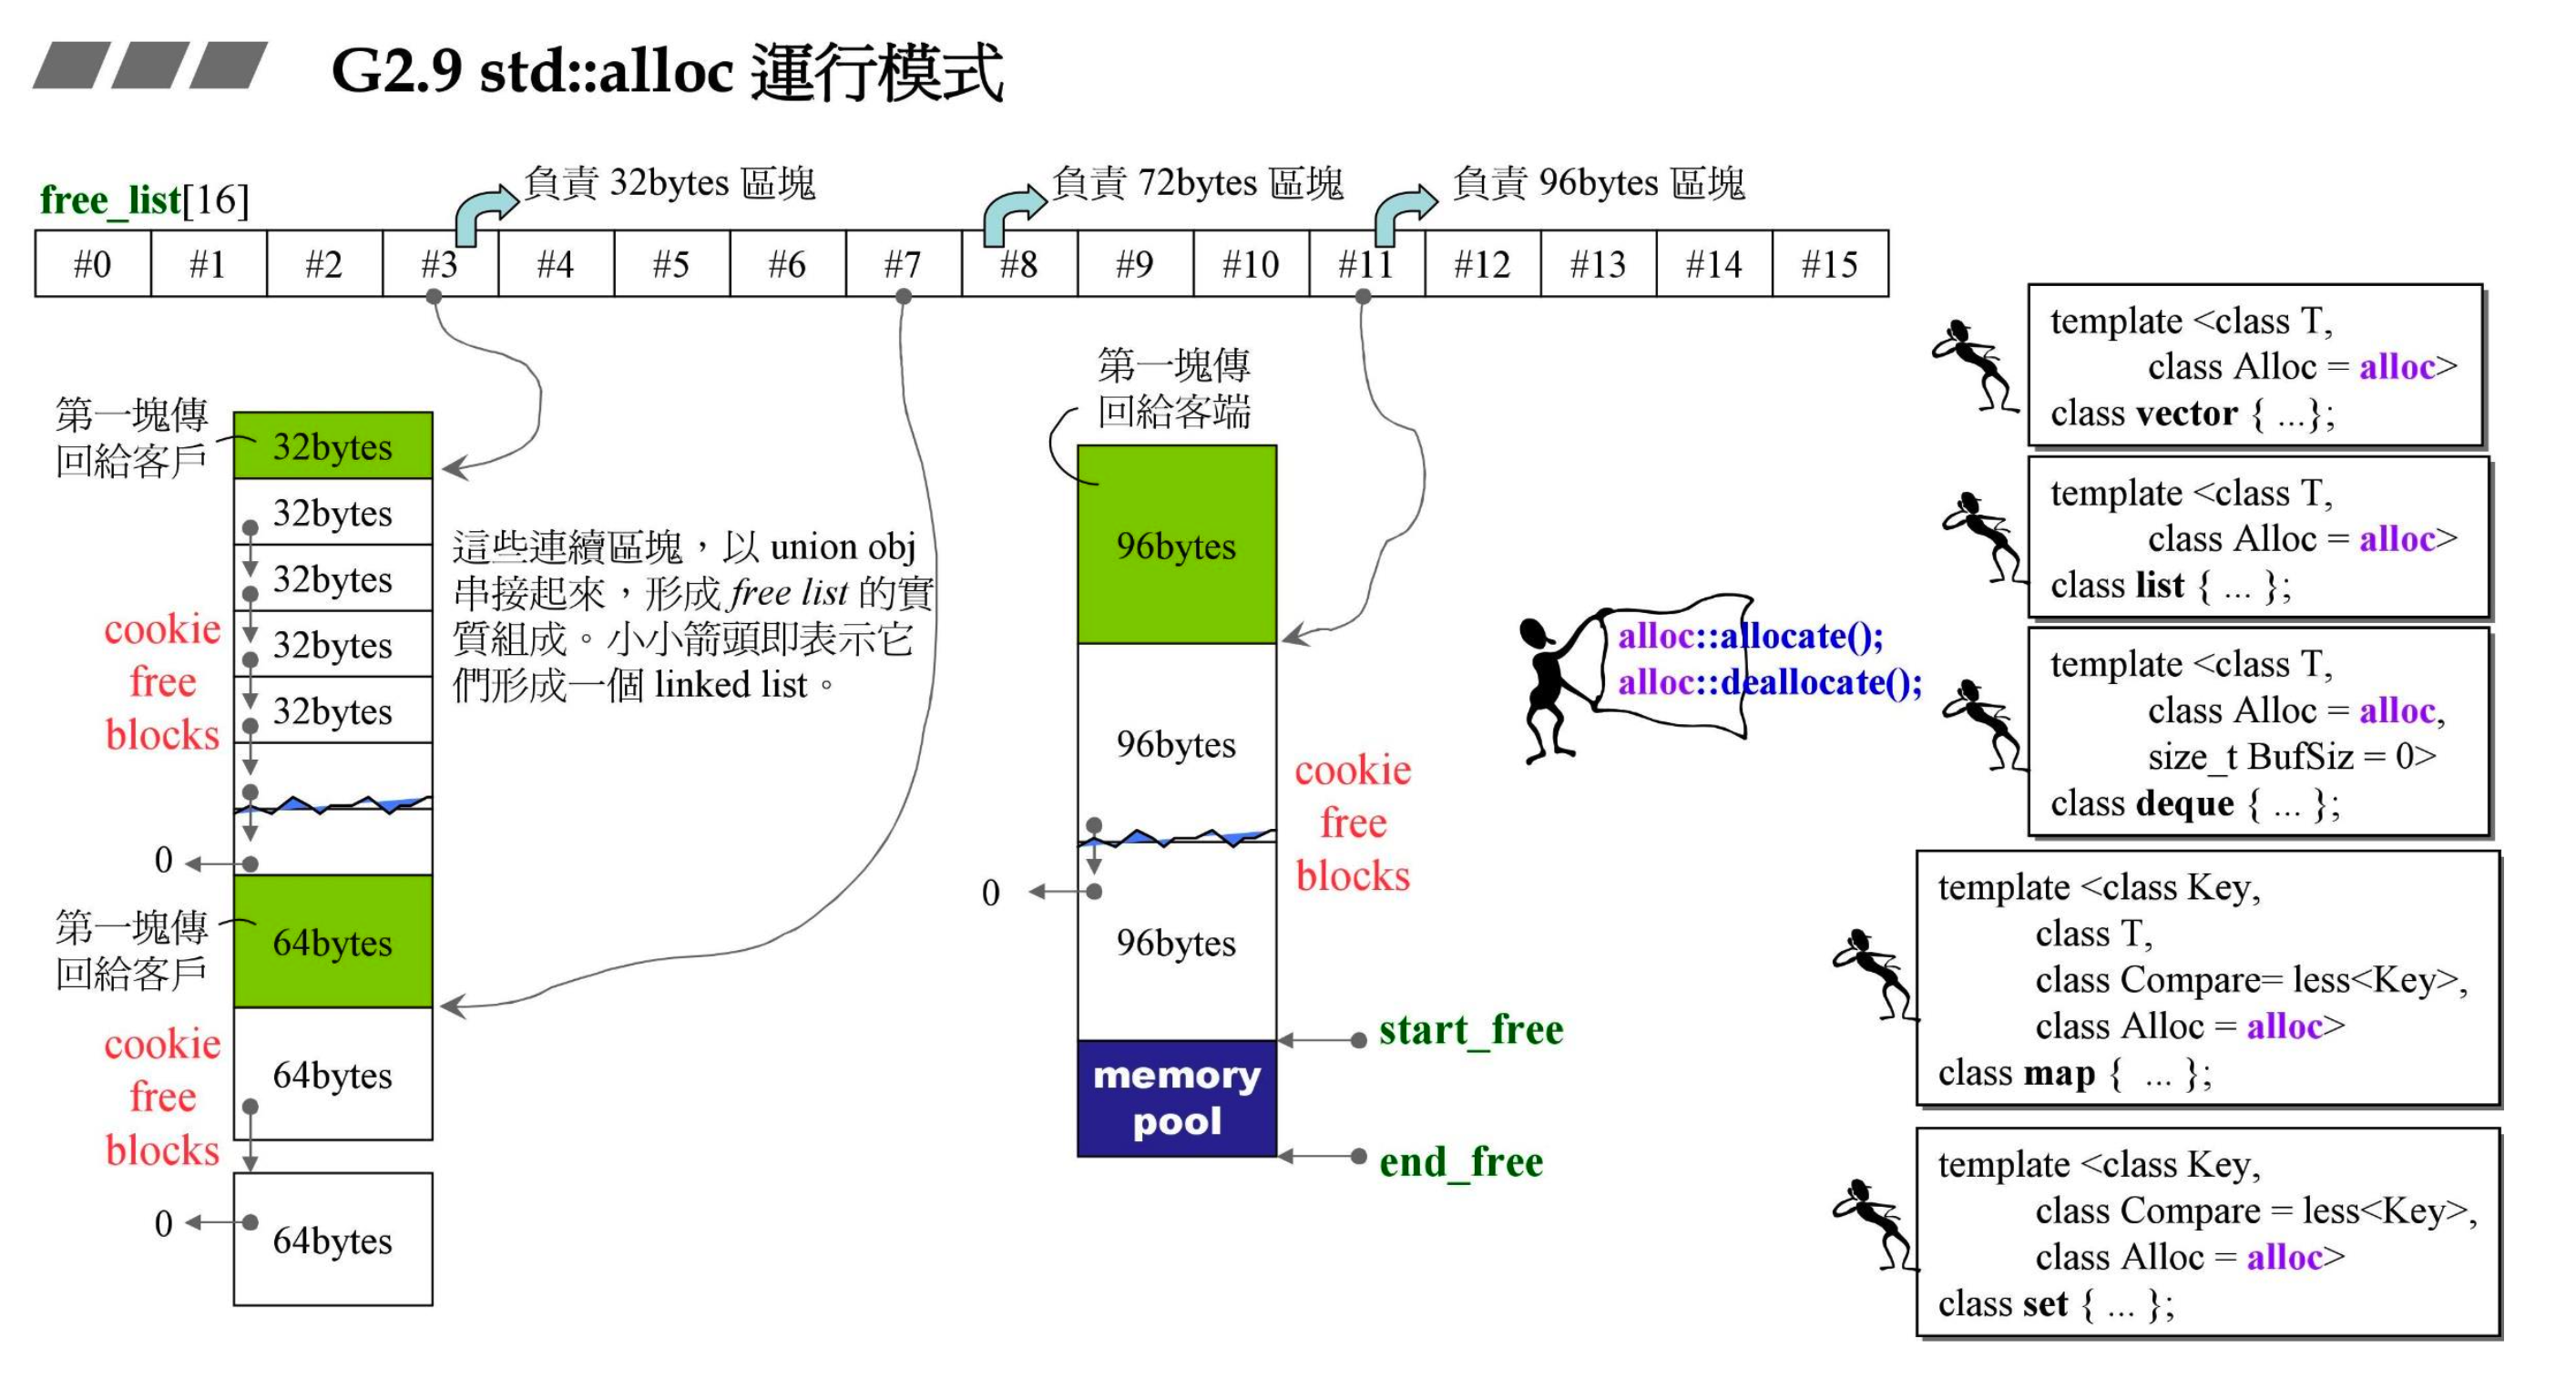 G2.9 std::alloc 運行模式
負責 32bytes 區塊
負責 72bytes 區塊
負責 96bytes 區塊
free_list[16]
#0 #1 #2 #3 #4 #5 #6 #7 #8 #9 #10 #11 #12 #13 #14 #15
第一塊傳
回給客戶
32bytes
32bytes
32bytes
32bytes
32bytes
cookie
free
blocks
0
這些連續區塊，以 union obj
串接起來，形成 free list 的實
質組成。小小箭頭即表示它
們形成一個 linked list。
第一塊傳
回給客戶
64bytes
64bytes
cookie
free
blocks
0
64bytes
第一塊傳
回給客端
96bytes
96bytes
cookie
free
blocks
0
96bytes
start_free
memory
pool
end_free
alloc::allocate();
alloc::deallocate();
template <class T,
class Alloc = alloc>
class vector { ...};
template <class T,
class Alloc = alloc>
class list { ... };
template <class T,
class Alloc = alloc,
size_t BufSiz = 0>
class deque { ... };
template <class Key,
class T,
class Compare= less<Key>,
class Alloc = alloc>
class map { ... };
template <class Key,
class Compare = less<Key>,
class Alloc = alloc>
class set { ... };